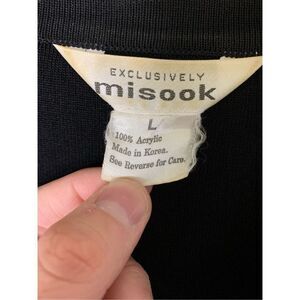 EXCLUSIVELY
misook
L
100% Acrylic
Made in Korea.
See Reverse for Care.